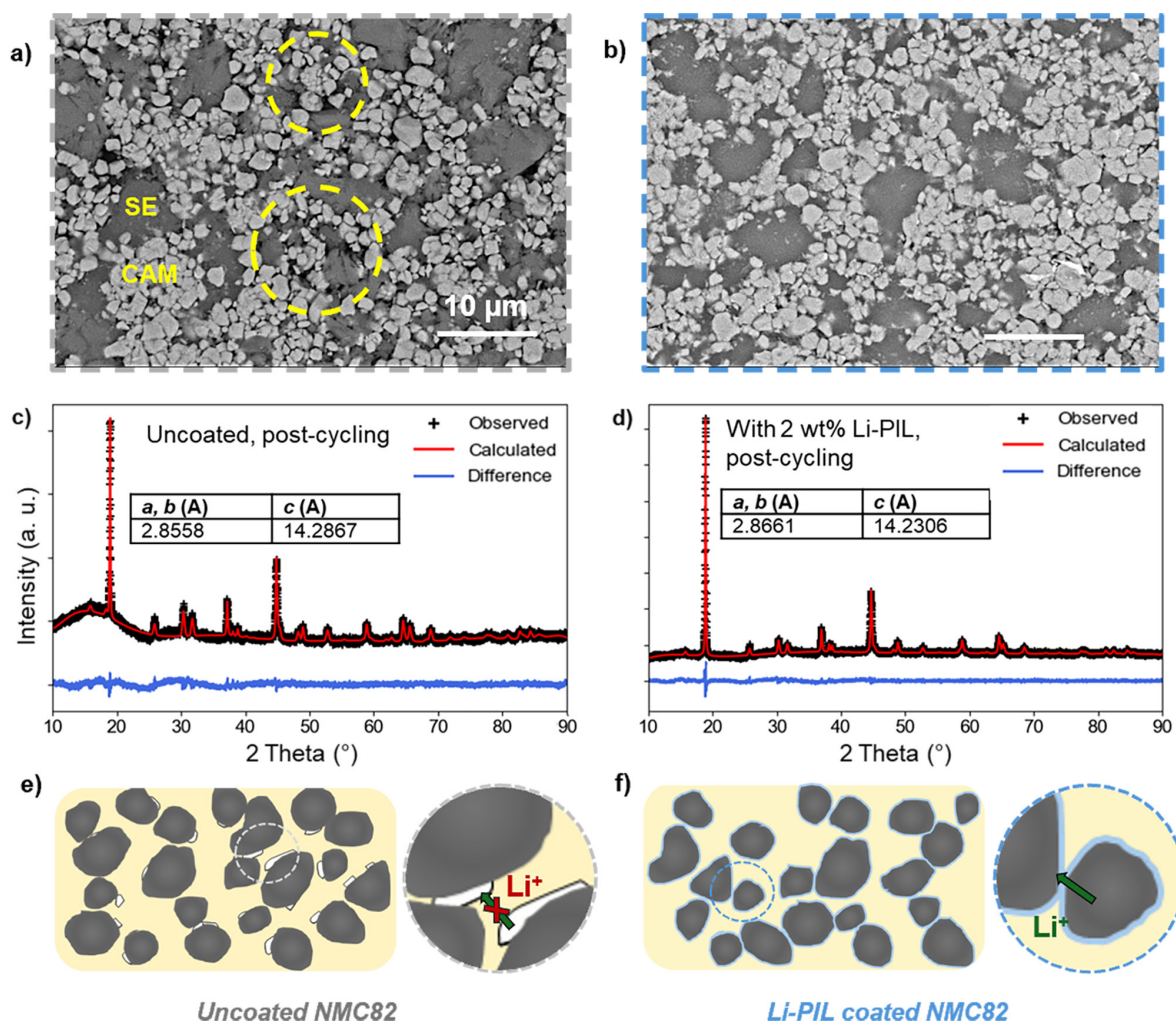 a)
SE
CAM
10 µm
b)
c)
Uncoated, post-cycling
Observed
Calculated
Difference
a, b (A) c (A)
2.8558 14.2867
Intensity (a. u.)
10 20 30 40 50 60 70 80 90
2 Theta (°)
d)
With 2 wt% Li-PIL,
post-cycling
Observed
Calculated
Difference
a, b (A) c (A)
2.8661 14.2306
10 20 30 40 50 60 70 80 90
2 Theta (°)
e)
Li+
Uncoated NMC82
f)
Li+
Li-PIL coated NMC82